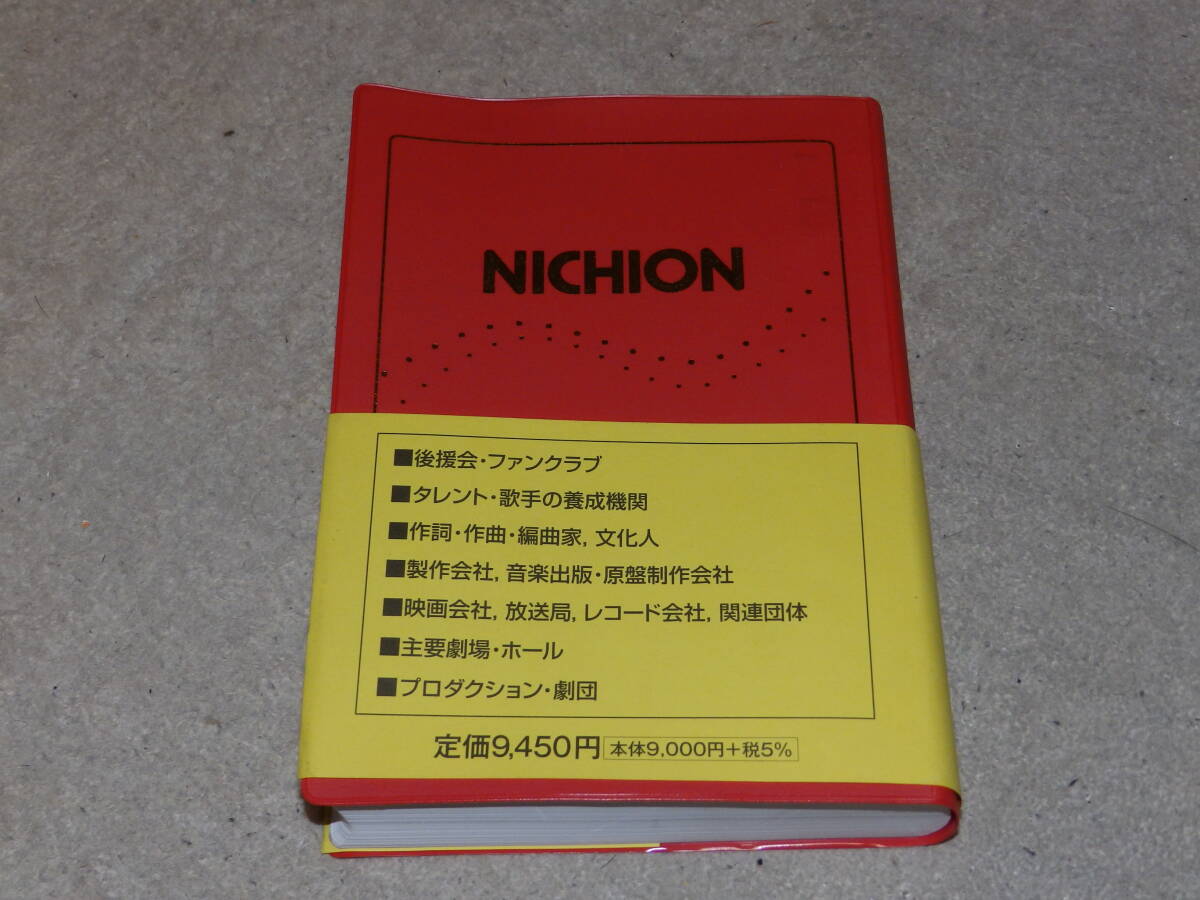 NICHION
■後援会・ファンクラブ
■タレント・歌手の養成機関
■作詞・作曲・編曲家, 文化人
■製作会社, 音楽出版・原盤制作会社
■映画会社, 放送局, レコード会社, 関連団体
■主要劇場・ホール
■プロダクション・劇団
定価9,450円 本体9,000円+税5%